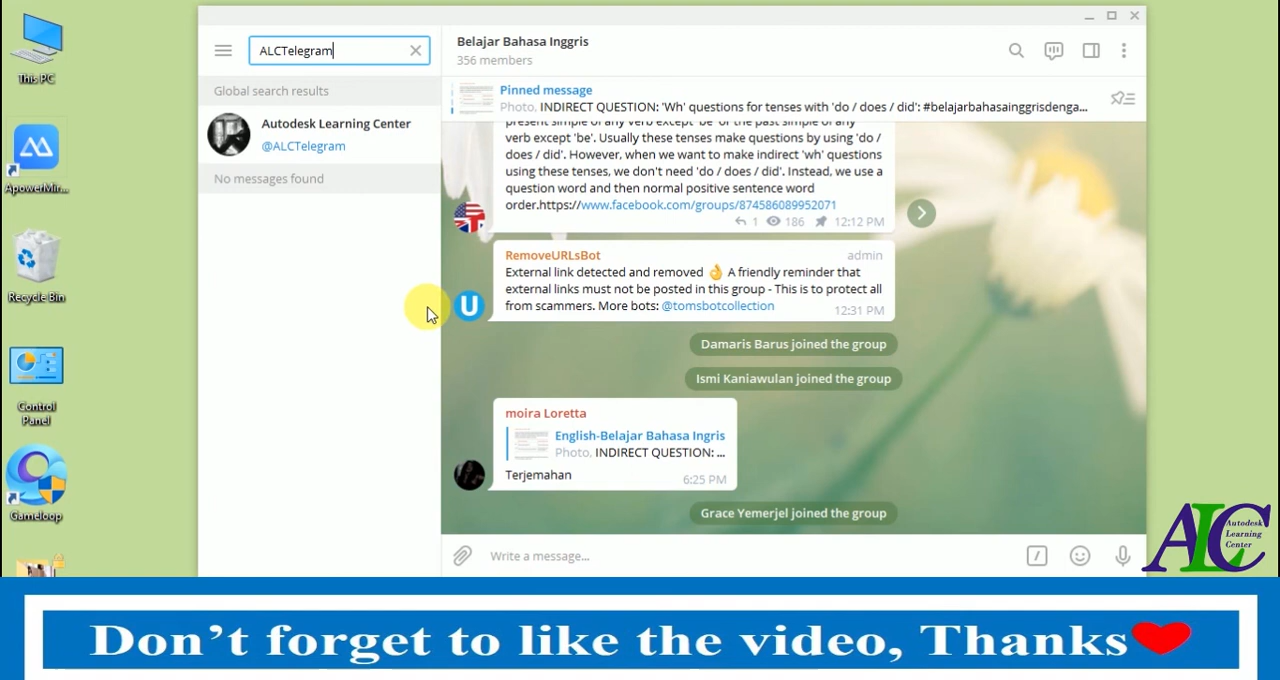 This PC
ApowerMirr...
Recycle Bin
Control
Panel
Gameloop
ALCTelegram
Global search results
Autodesk Learning Center
@ALCTelegram
No messages found
Belajar Bahasa Inggris
356 members
Pinned message
Photo, INDIRECT QUESTION: 'Wh' questions for tenses with 'do / does / did': #belajarbahasainggrisdenga...
present simple of any verb except 'be' or the past simple of any
verb except 'be'. Usually these tenses make questions by using 'do /
does / did'. However, when we want to make indirect 'wh' questions
using these tenses, we don't need 'do / does / did'. Instead, we use a
question word and then normal positive sentence word
order.https://www.facebook.com/groups/874586089952071
1 186 12:12 PM
RemoveURLsBot admin
External link detected and removed 👌 A friendly reminder that
external links must not be posted in this group - This is to protect all
from scammers. More bots: @tomsbotcollection
12:31 PM
U
Damaris Barus joined the group
Ismi Kaniawulan joined the group
moira Loretta
English-Belajar Bahasa Ingris
Photo, INDIRECT QUESTION: ...
Terjemahan
6:25 PM
Grace Yemerjel joined the group
Write a message...
ALC
Autodesk
Learning
Center
Don't forget to like the video, Thanks❤